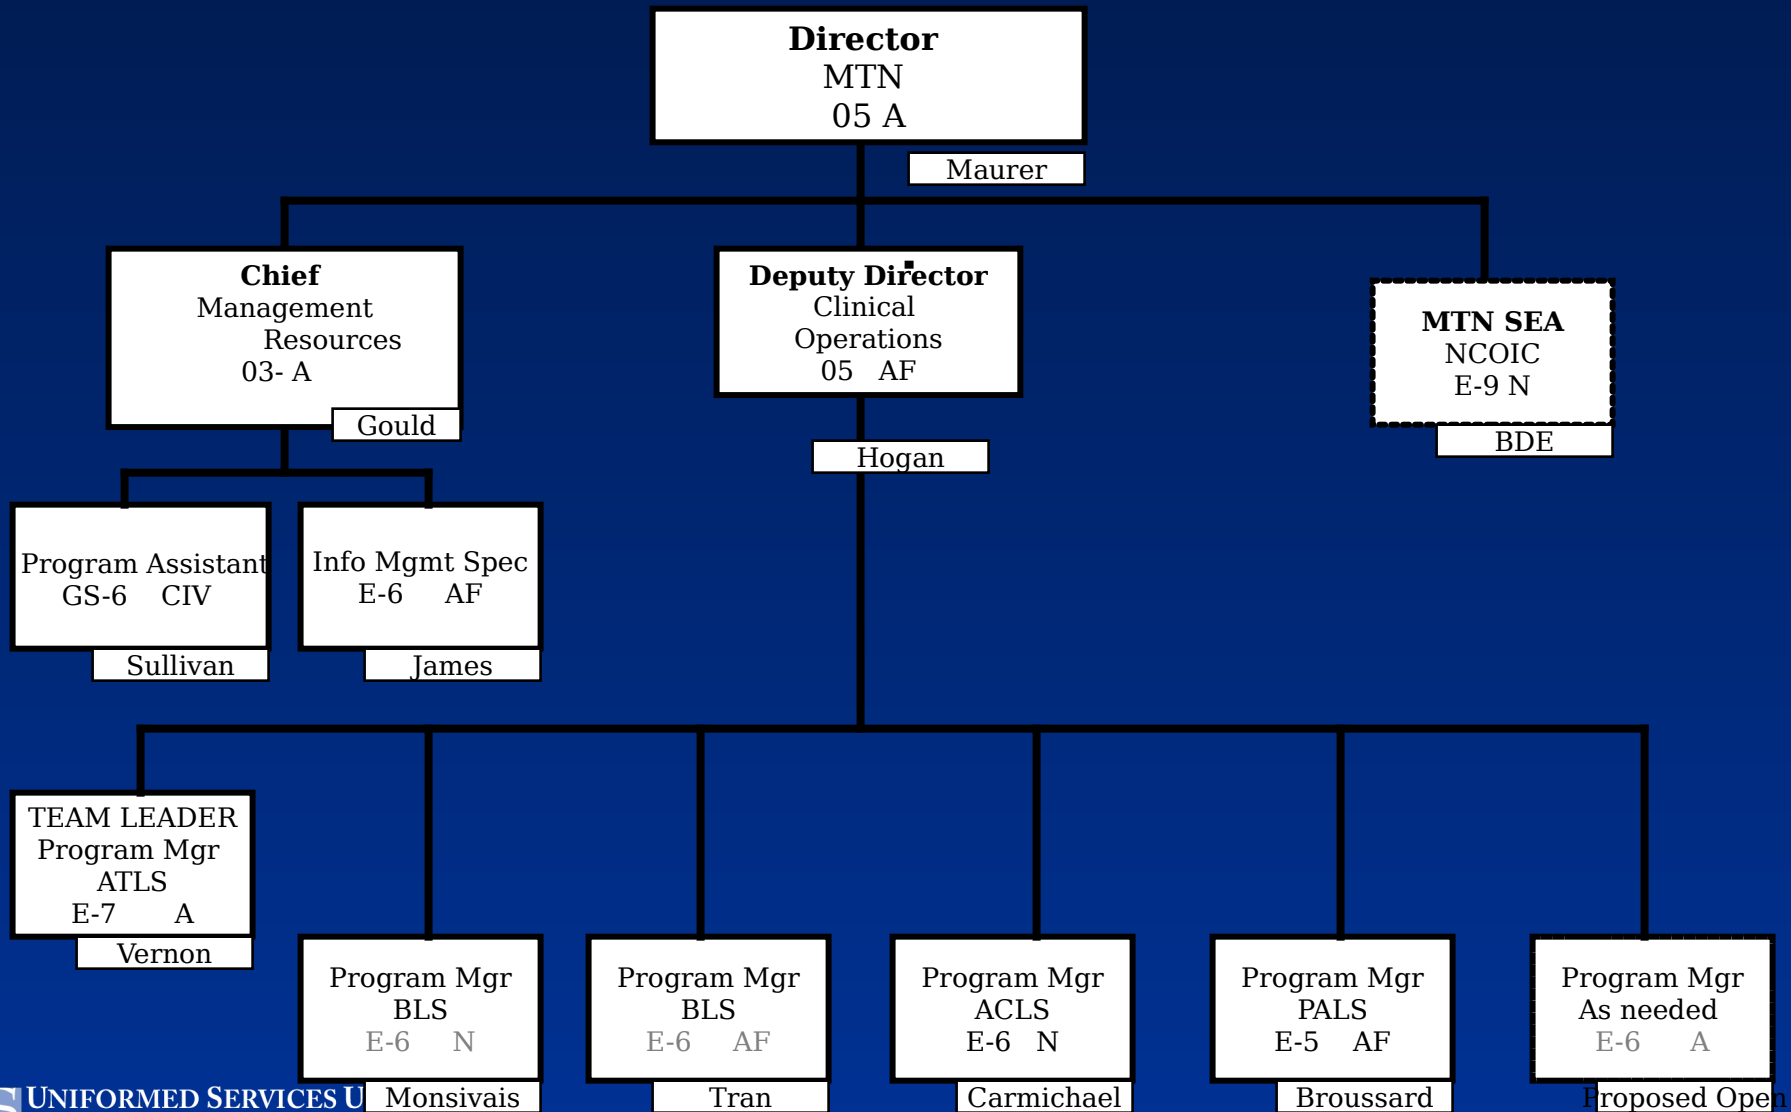 Director
MTN
05 A
Maurer
Chief
Management
Resources
03- A
Gould
Deputy Director
Clinical
Operations
05 AF
Hogan
MTN SEA
NCOIC
E-9 N
BDE
Program Assistant
GS-6 CIV
Sullivan
Info Mgmt Spec
E-6 AF
James
TEAM LEADER
Program Mgr
ATLS
E-7 A
Vernon
Program Mgr
BLS
E-6 N
Monsivais
Program Mgr
BLS
E-6 AF
Tran
Program Mgr
ACLS
E-6 N
Carmichael
Program Mgr
PALS
E-5 AF
Broussard
Program Mgr
As needed
E-6 A
Proposed Open
UNIFORMED SERVICES U